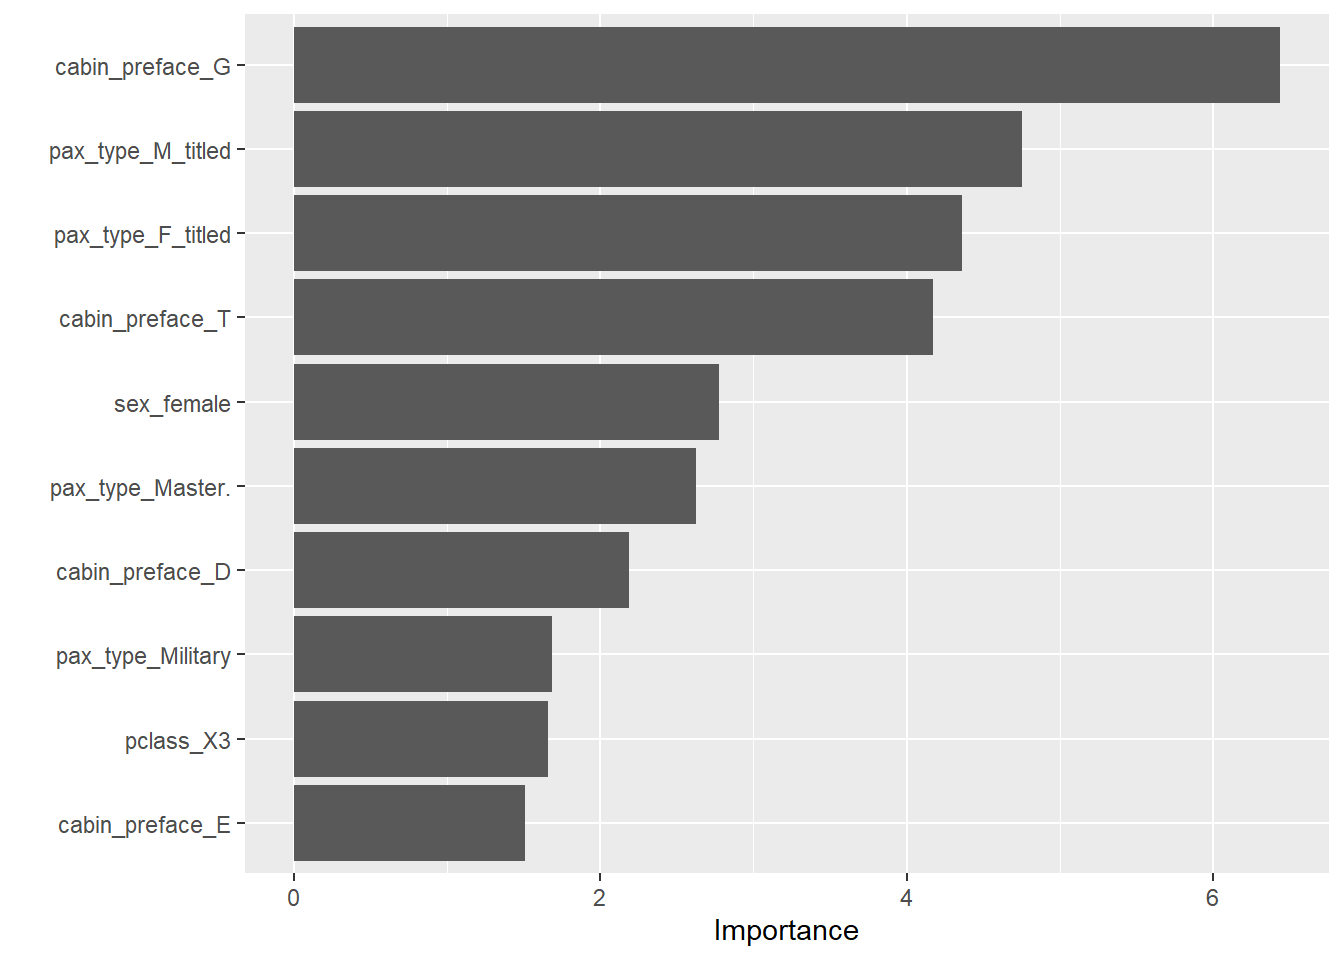 cabin_preface_G
pax_type_M_titled
pax_type_F_titled
cabin_preface_T
sex_female
pax_type_Master.
cabin_preface_D
pax_type_Military
pclass_X3
cabin_preface_E
0 2 4 6
Importance